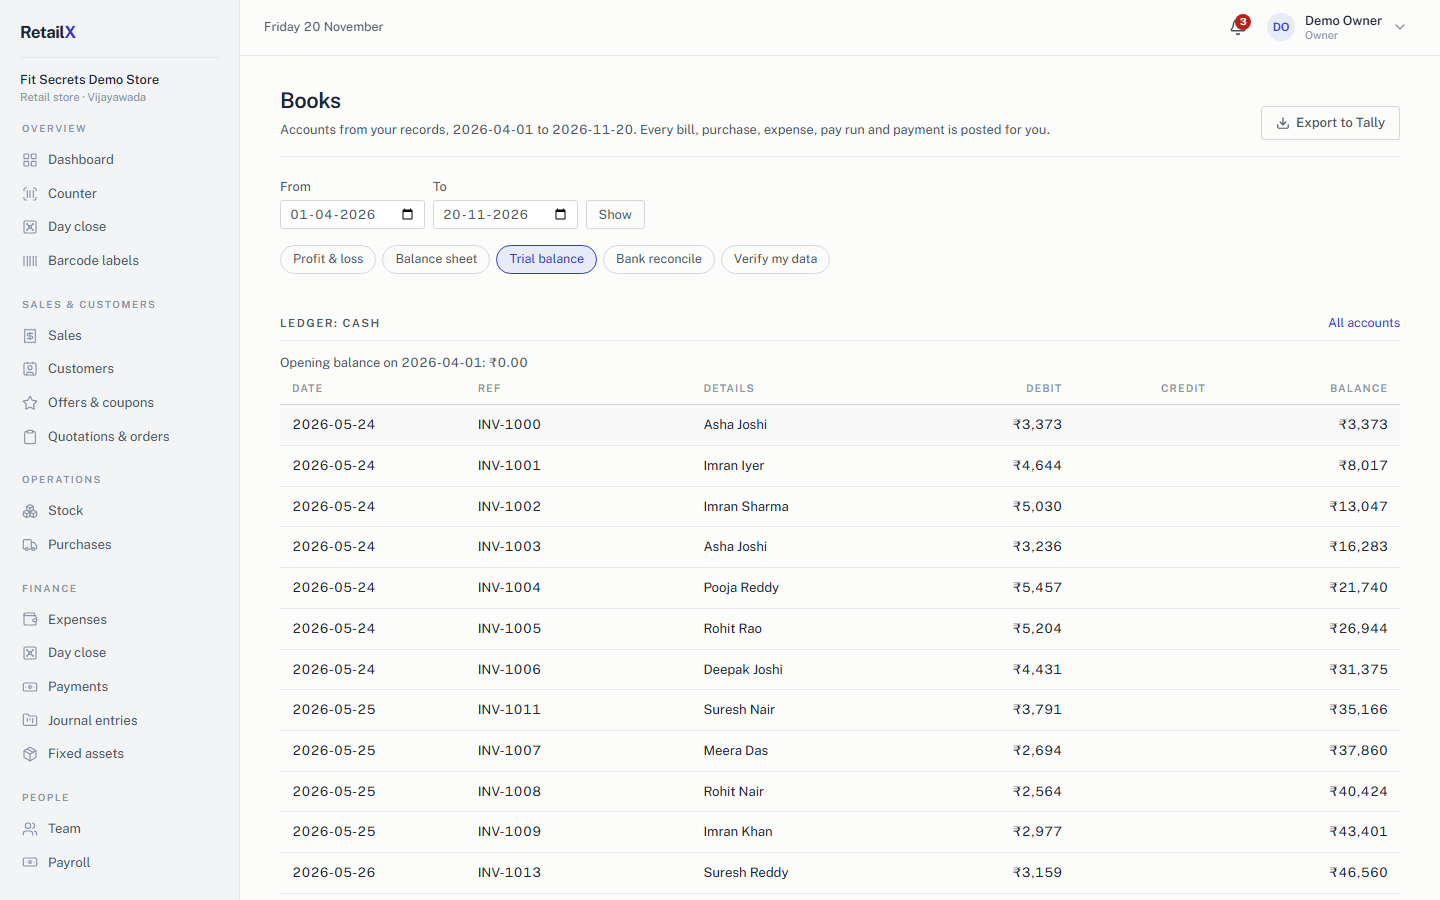 RetailX
Fit Secrets Demo Store
Retail store · Vijayawada
OVERVIEW
Dashboard
Counter
Day close
Barcode labels
SALES & CUSTOMERS
Sales
Customers
Offers & coupons
Quotations & orders
OPERATIONS
Stock
Purchases
FINANCE
Expenses
Day close
Payments
Journal entries
Fixed assets
PEOPLE
Team
Payroll
Friday 20 November
3
DO
Demo Owner
Owner
Books
Accounts from your records, 2026-04-01 to 2026-11-20. Every bill, purchase, expense, pay run and payment is posted for you.
Export to Tally
From To
01-04-2026 20-11-2026 Show
Profit & loss Balance sheet Trial balance Bank reconcile Verify my data
LEDGER: CASH All accounts
Opening balance on 2026-04-01: ₹0.00
DATE REF DETAILS DEBIT CREDIT BALANCE
2026-05-24 INV-1000 Asha Joshi ₹3,373 ₹3,373
2026-05-24 INV-1001 Imran Iyer ₹4,644 ₹8,017
2026-05-24 INV-1002 Imran Sharma ₹5,030 ₹13,047
2026-05-24 INV-1003 Asha Joshi ₹3,236 ₹16,283
2026-05-24 INV-1004 Pooja Reddy ₹5,457 ₹21,740
2026-05-24 INV-1005 Rohit Rao ₹5,204 ₹26,944
2026-05-24 INV-1006 Deepak Joshi ₹4,431 ₹31,375
2026-05-25 INV-1011 Suresh Nair ₹3,791 ₹35,166
2026-05-25 INV-1007 Meera Das ₹2,694 ₹37,860
2026-05-25 INV-1008 Rohit Nair ₹2,564 ₹40,424
2026-05-25 INV-1009 Imran Khan ₹2,977 ₹43,401
2026-05-26 INV-1013 Suresh Reddy ₹3,159 ₹46,560